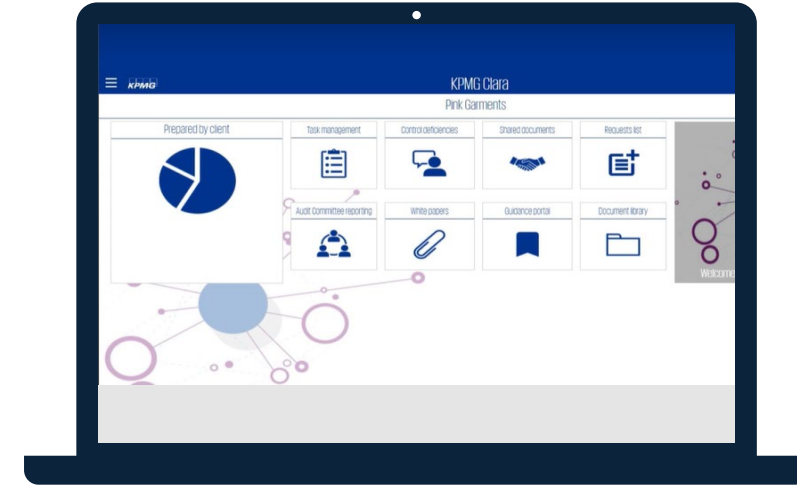 KPMG
KPMG Clara
Pink Garments
Prepared by client
Task management
Control deficiencies
Shared documents
Requests list
Audit Committee reporting
White papers
Guidance portal
Document library
Welcome